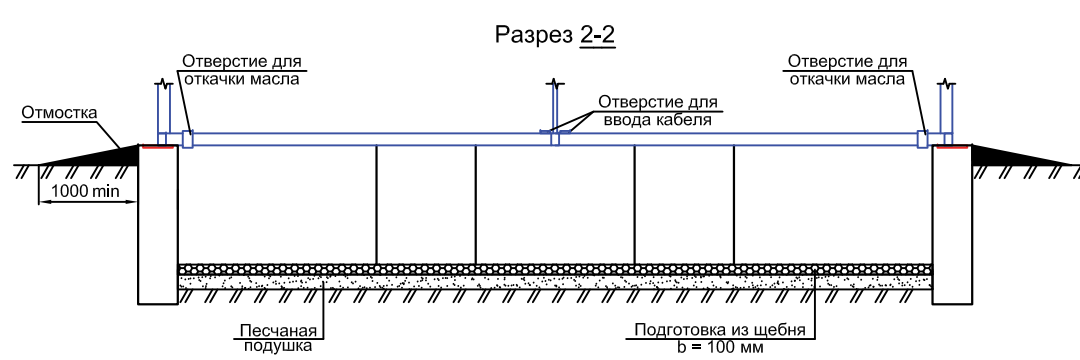 Разрез 2-2
Отверстие для
откачки масла
Отверстие для
откачки масла
Отмостка
Отверстие для
ввода кабеля
1000 min
Песчаная
подушка
Подготовка из щебня
b = 100 мм